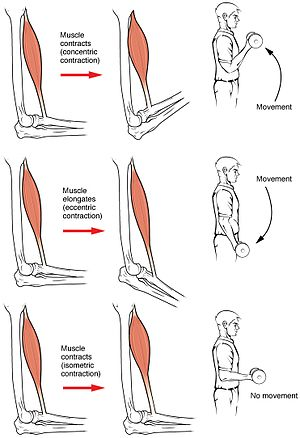 Muscle
contracts
(concentric
contraction)
Movement
Muscle
elongates
(eccentric
contraction)
Movement
Muscle
contracts
(isometric
contraction)
No movement